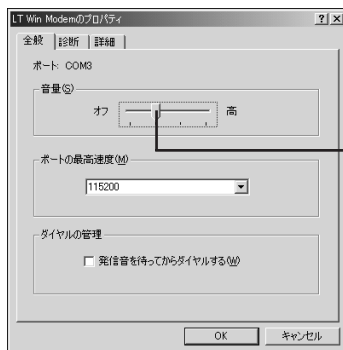 LT Win Modemのプロパティ
全般 診断 詳細
ポート: COM3
音量(S)
オフ 高
ポートの最高速度(M)
115200
ダイヤルの管理
発信音を待ってからダイヤルする(W)
OK キャンセル